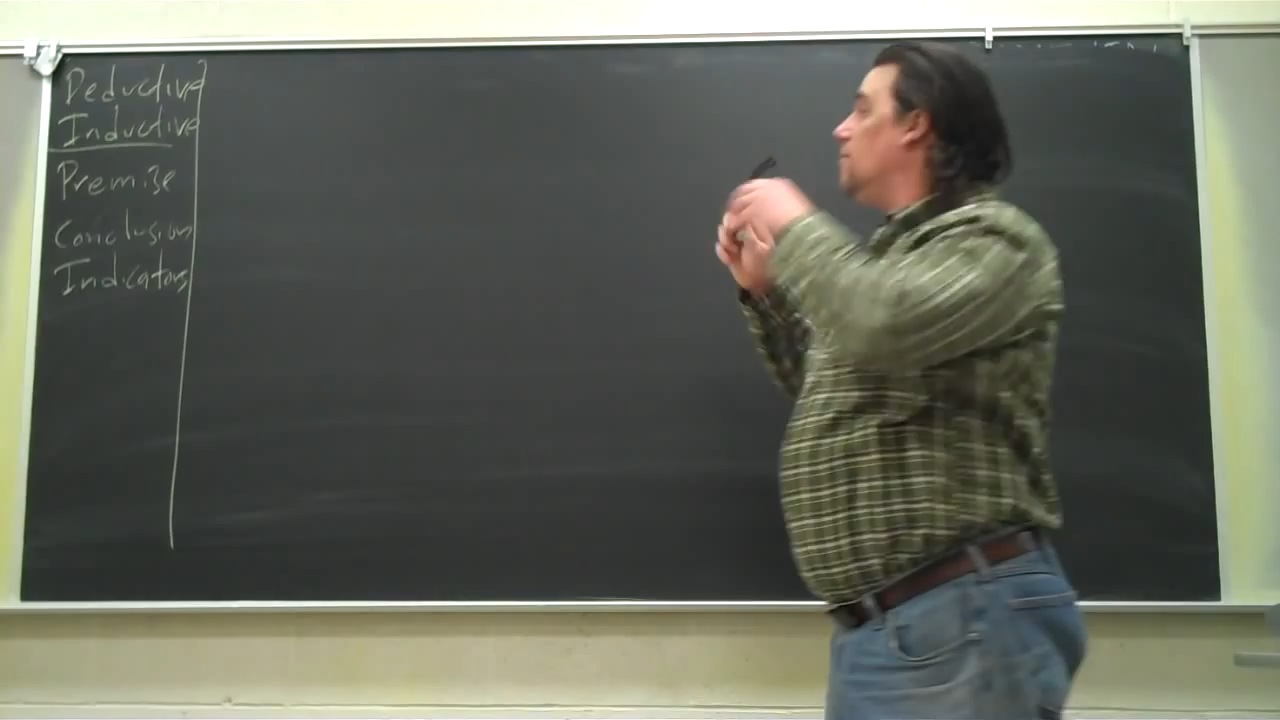 Deductive
Inductive
Premise
Conclusion
Indicators